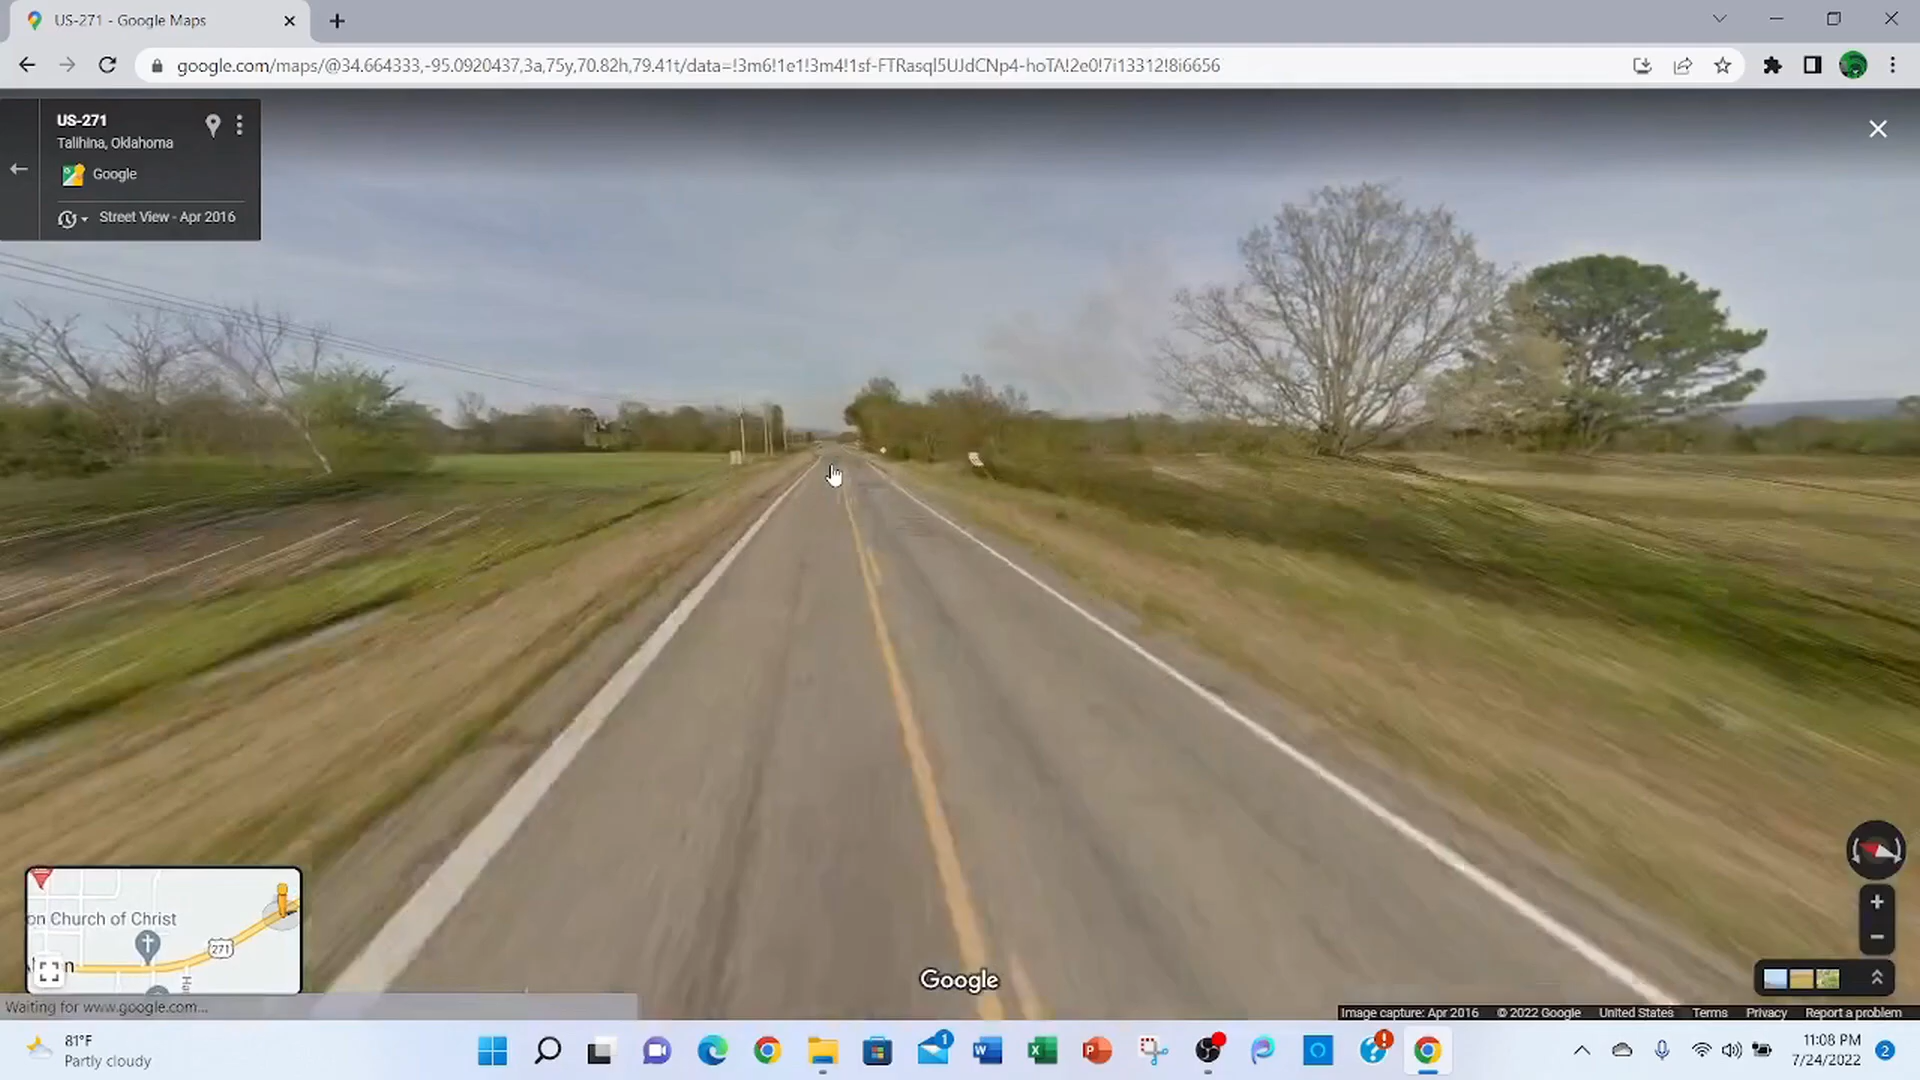 US-271 - Google Maps
google.com/maps/@34.664333,-95.0920437,3a,75y,70.82h,79.41t/data=!3m6!1e1!3m4!1sf-FTRasql5UJdCNp4-hoTA!2e0!7i13312!8i6656
US-271
Talihina, Oklahoma
Google
Street View - Apr 2016
on Church of Christ
271
Google
Waiting for www.google.com...
Image capture: Apr 2016 © 2022 Google United States Terms Privacy Report a problem
81°F
Partly cloudy
1
11:08 PM
7/24/2022
2